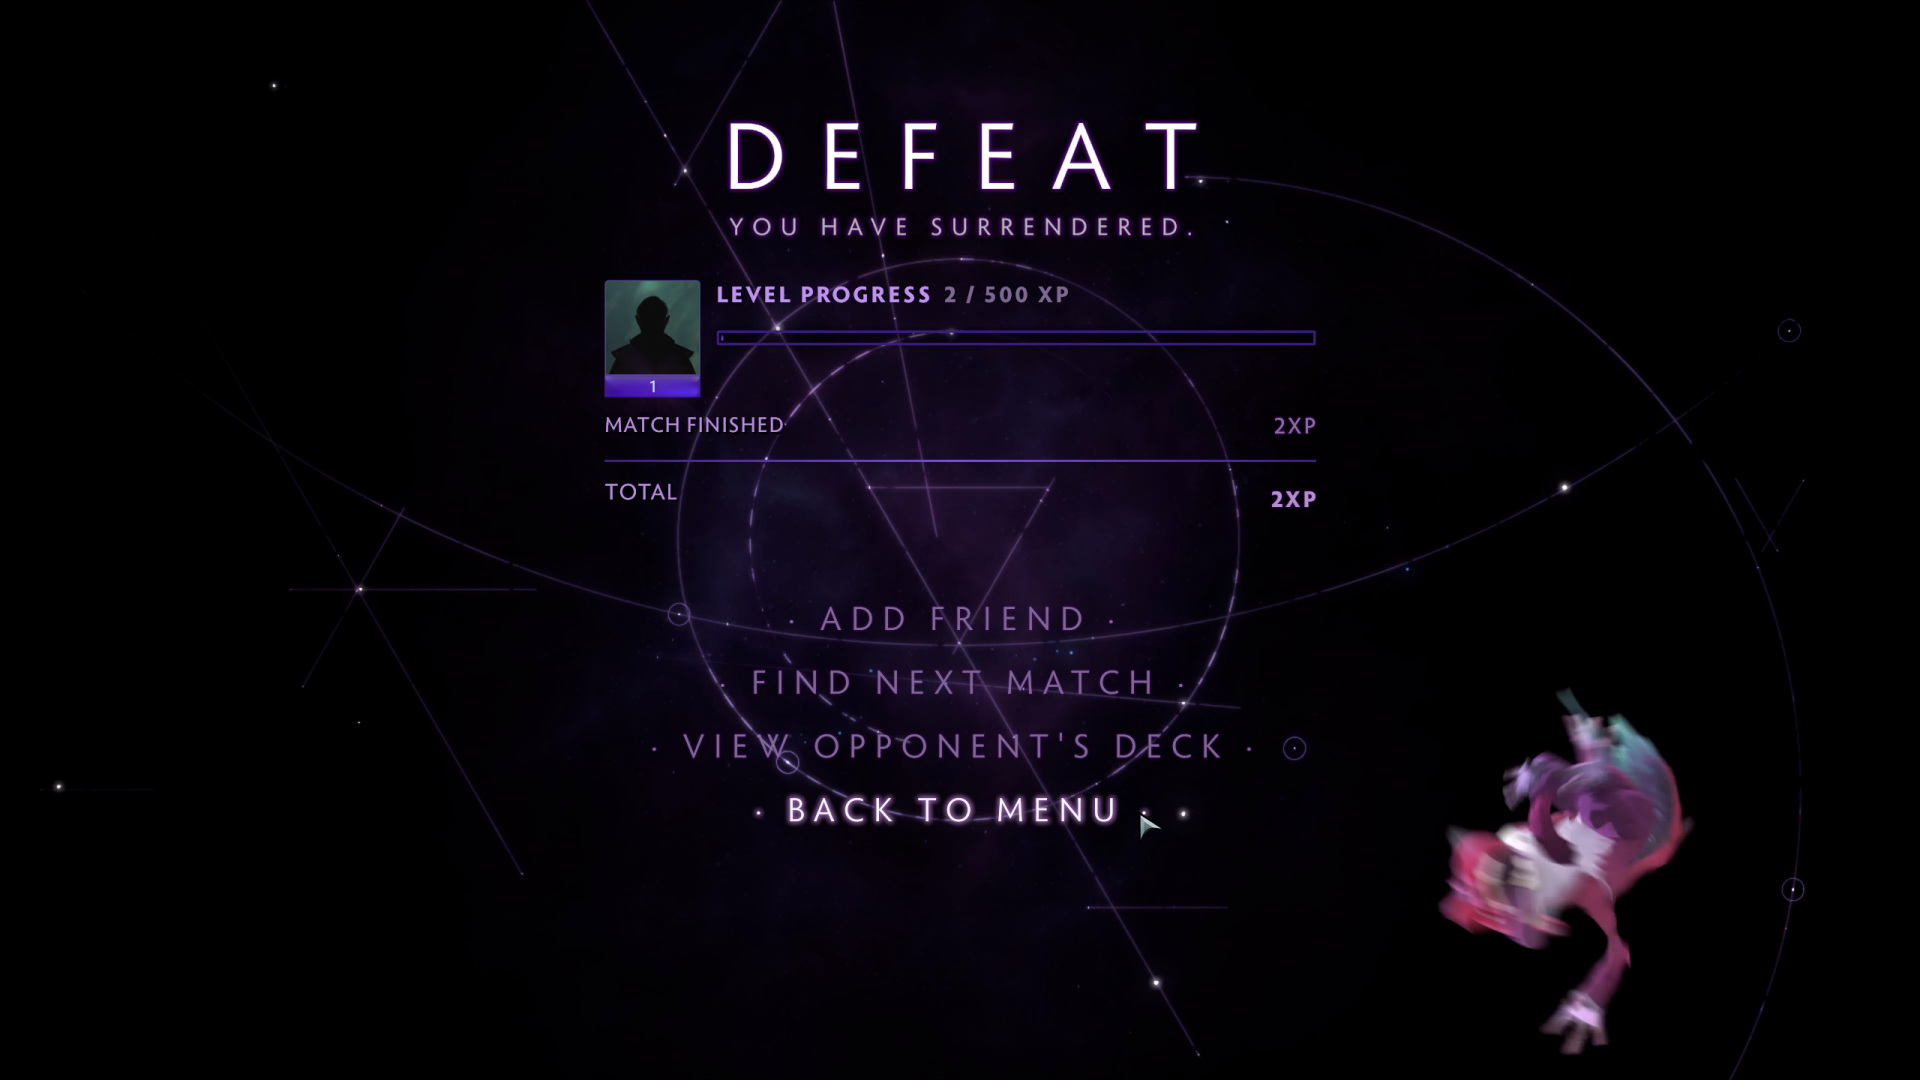 DEFEAT
YOU HAVE SURRENDERED.
LEVEL PROGRESS 2 / 500 XP
1
MATCH FINISHED 2XP
TOTAL 2XP
· ADD FRIEND ·
· FIND NEXT MATCH ·
· VIEW OPPONENT'S DECK ·
· BACK TO MENU ·